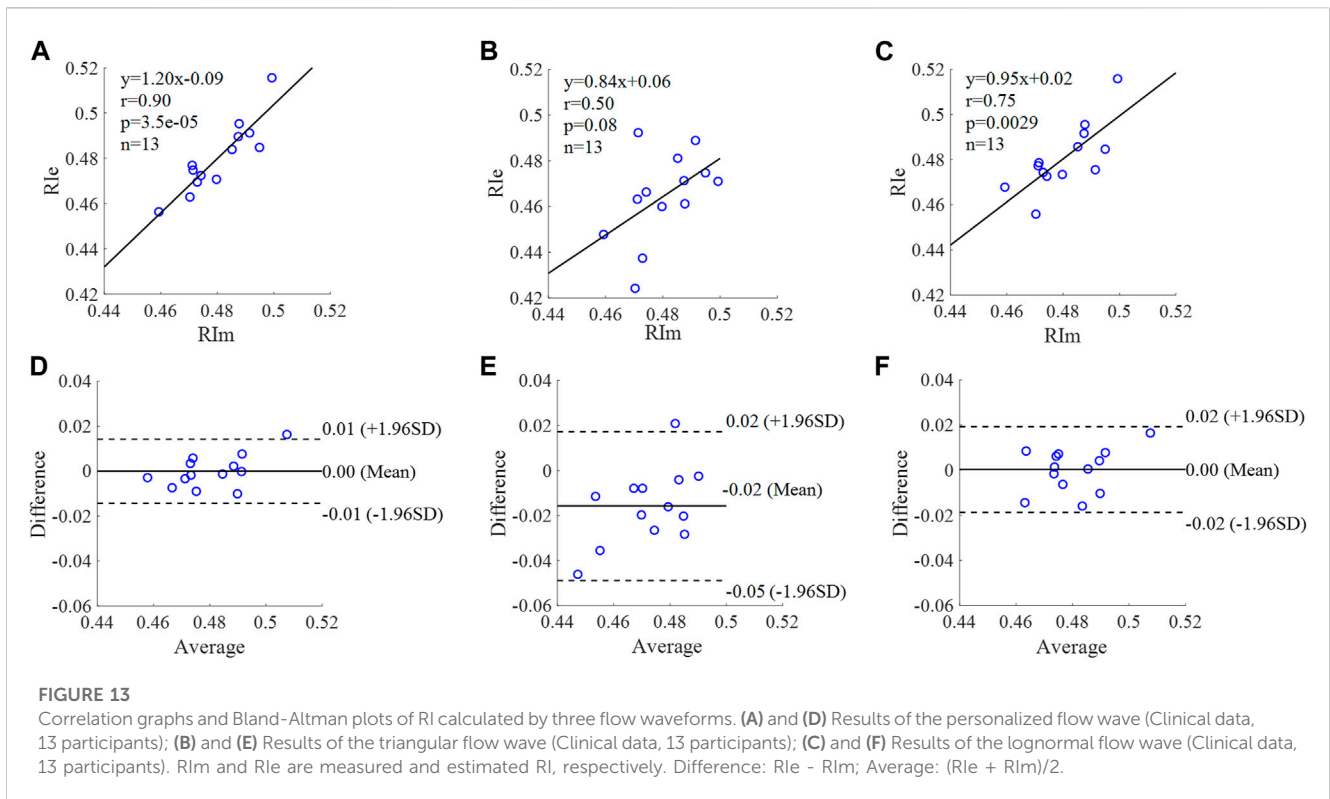 A
0.52
0.5
0.48
0.46
0.44
0.42
RIe
y=1.20x-0.09
r=0.90
p=3.5e-05
n=13
0.44 0.46 0.48 0.5 0.52
RIm
B
0.52
0.5
0.48
0.46
0.44
0.42
RIe
y=0.84x+0.06
r=0.50
p=0.08
n=13
0.44 0.46 0.48 0.5 0.52
RIm
C
0.52
0.5
0.48
0.46
0.44
0.42
RIe
y=0.95x+0.02
r=0.75
p=0.0029
n=13
0.44 0.46 0.48 0.5 0.52
RIm
D
0.04
0.02
0
-0.02
-0.04
-0.06
Difference
0.01 (+1.96SD)
0.00 (Mean)
-0.01 (-1.96SD)
0.44 0.46 0.48 0.5 0.52
Average
E
0.04
0.02
0
-0.02
-0.04
-0.06
Difference
0.02 (+1.96SD)
-0.02 (Mean)
-0.05 (-1.96SD)
0.44 0.46 0.48 0.5 0.52
Average
F
0.04
0.02
0
-0.02
-0.04
-0.06
Difference
0.02 (+1.96SD)
0.00 (Mean)
-0.02 (-1.96SD)
0.44 0.46 0.48 0.5 0.52
Average
FIGURE 13
Correlation graphs and Bland-Altman plots of RI calculated by three flow waveforms. (A) and (D) Results of the personalized flow wave (Clinical data,
13 participants); (B) and (E) Results of the triangular flow wave (Clinical data, 13 participants); (C) and (F) Results of the lognormal flow wave (Clinical data,
13 participants). RIm and RIe are measured and estimated RI, respectively. Difference: RIe - RIm; Average: (RIe + RIm)/2.